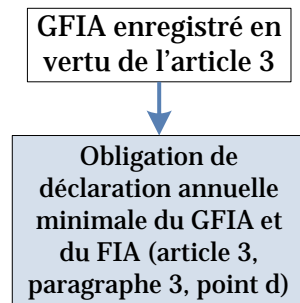 GFIA enregistré en
vertu de l’article 3
Obligation de
déclaration annuelle
minimale du GFIA et
du FIA (article 3,
paragraphe 3, point d)